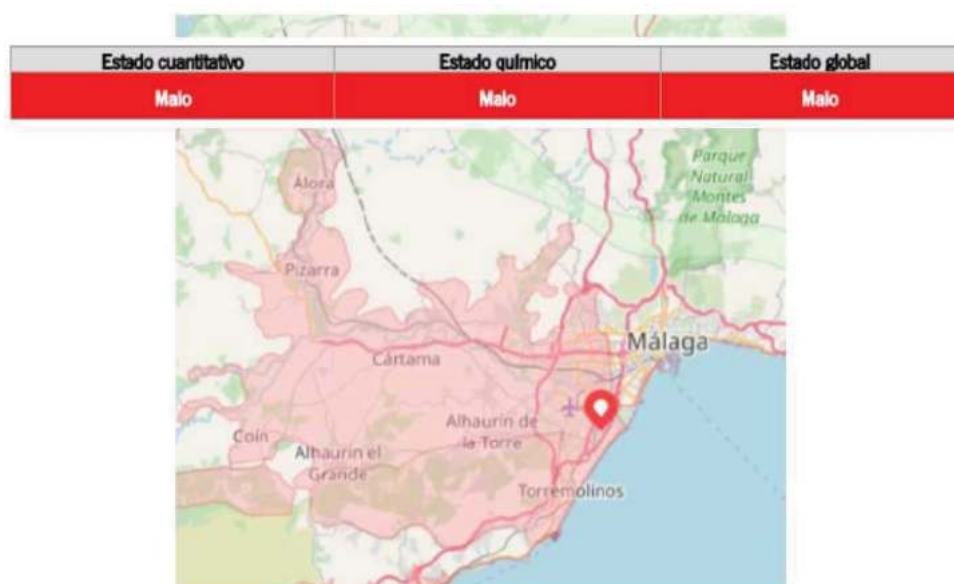 Estado cuantitativo Estado químico Estado global
Malo Malo Malo
Parque
Natural
Montes
de Málaga
Álora
Pizarra
Málaga
Cártama
Alhaurín de
la Torre
Coín
Alhaurín el
Grande
Torremolinos